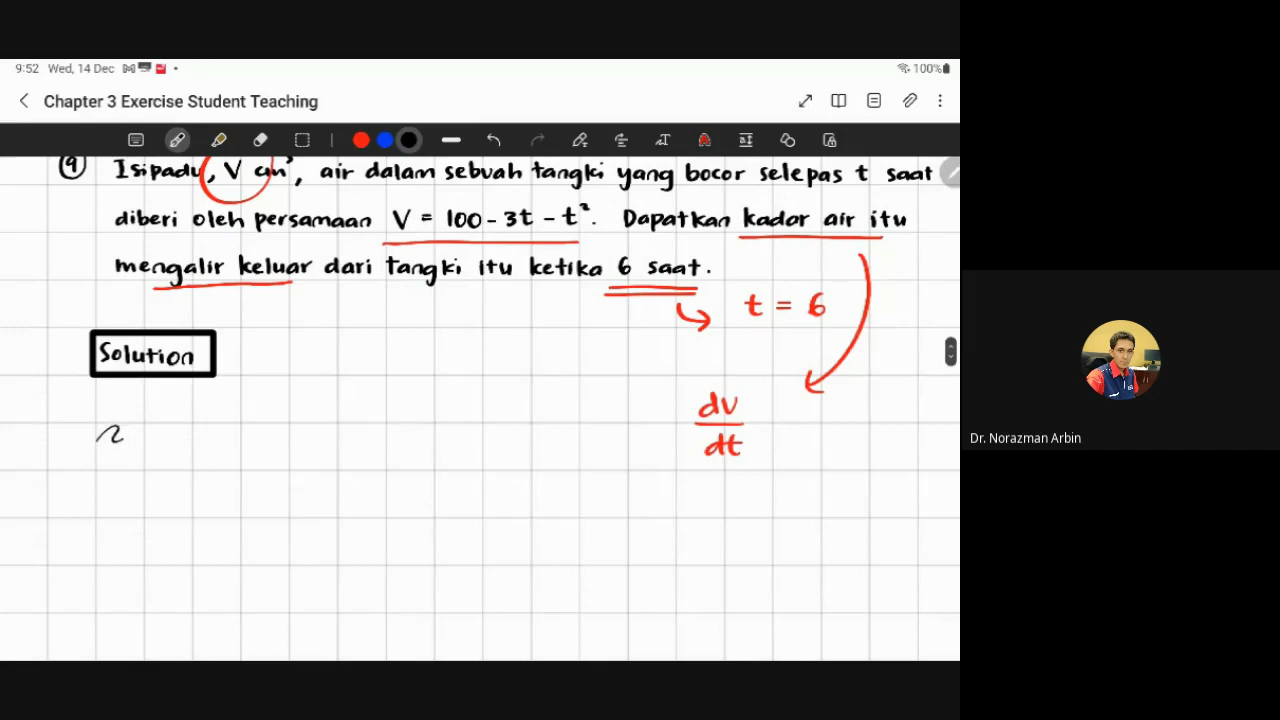 9:52 Wed, 14 Dec
100%
Chapter 3 Exercise Student Teaching
9 Isipadu, V cm³, air dalam sebuah tangki yang bocor selepas t saat
diberi oleh persamaan V = 100 - 3t - t². Dapatkan kadar air itu
mengalir keluar dari tangki itu ketika 6 saat.
t = 6
Solution
dv
dt
Dr. Norazman Arbin